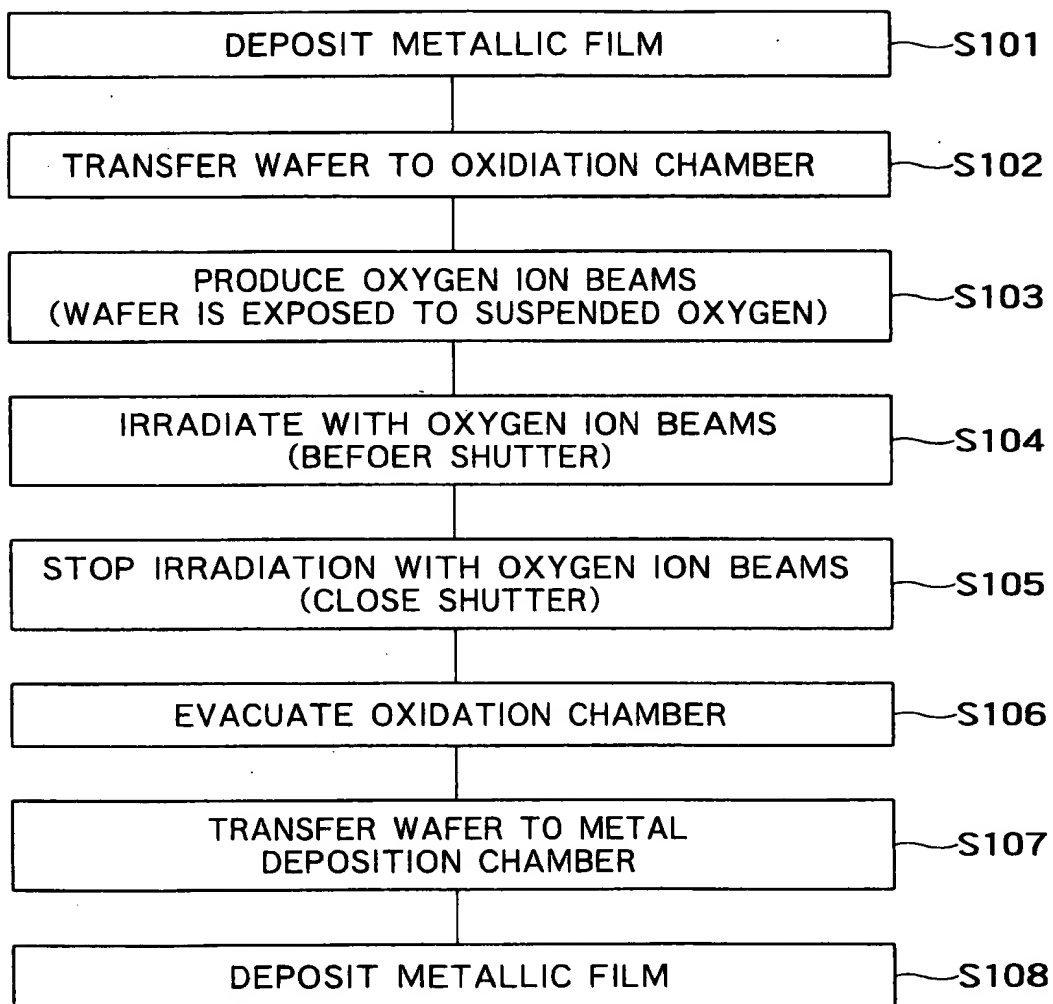 DEPOSIT METALLIC FILM
S101
TRANSFER WAFER TO OXIDIATION CHAMBER
S102
PRODUCE OXYGEN ION BEAMS
(WAFER IS EXPOSED TO SUSPENDED OXYGEN)
S103
IRRADIATE WITH OXYGEN ION BEAMS
(BEFOER SHUTTER)
S104
STOP IRRADIATION WITH OXYGEN ION BEAMS
(CLOSE SHUTTER)
S105
EVACUATE OXIDATION CHAMBER
S106
TRANSFER WAFER TO METAL
DEPOSITION CHAMBER
S107
DEPOSIT METALLIC FILM
S108